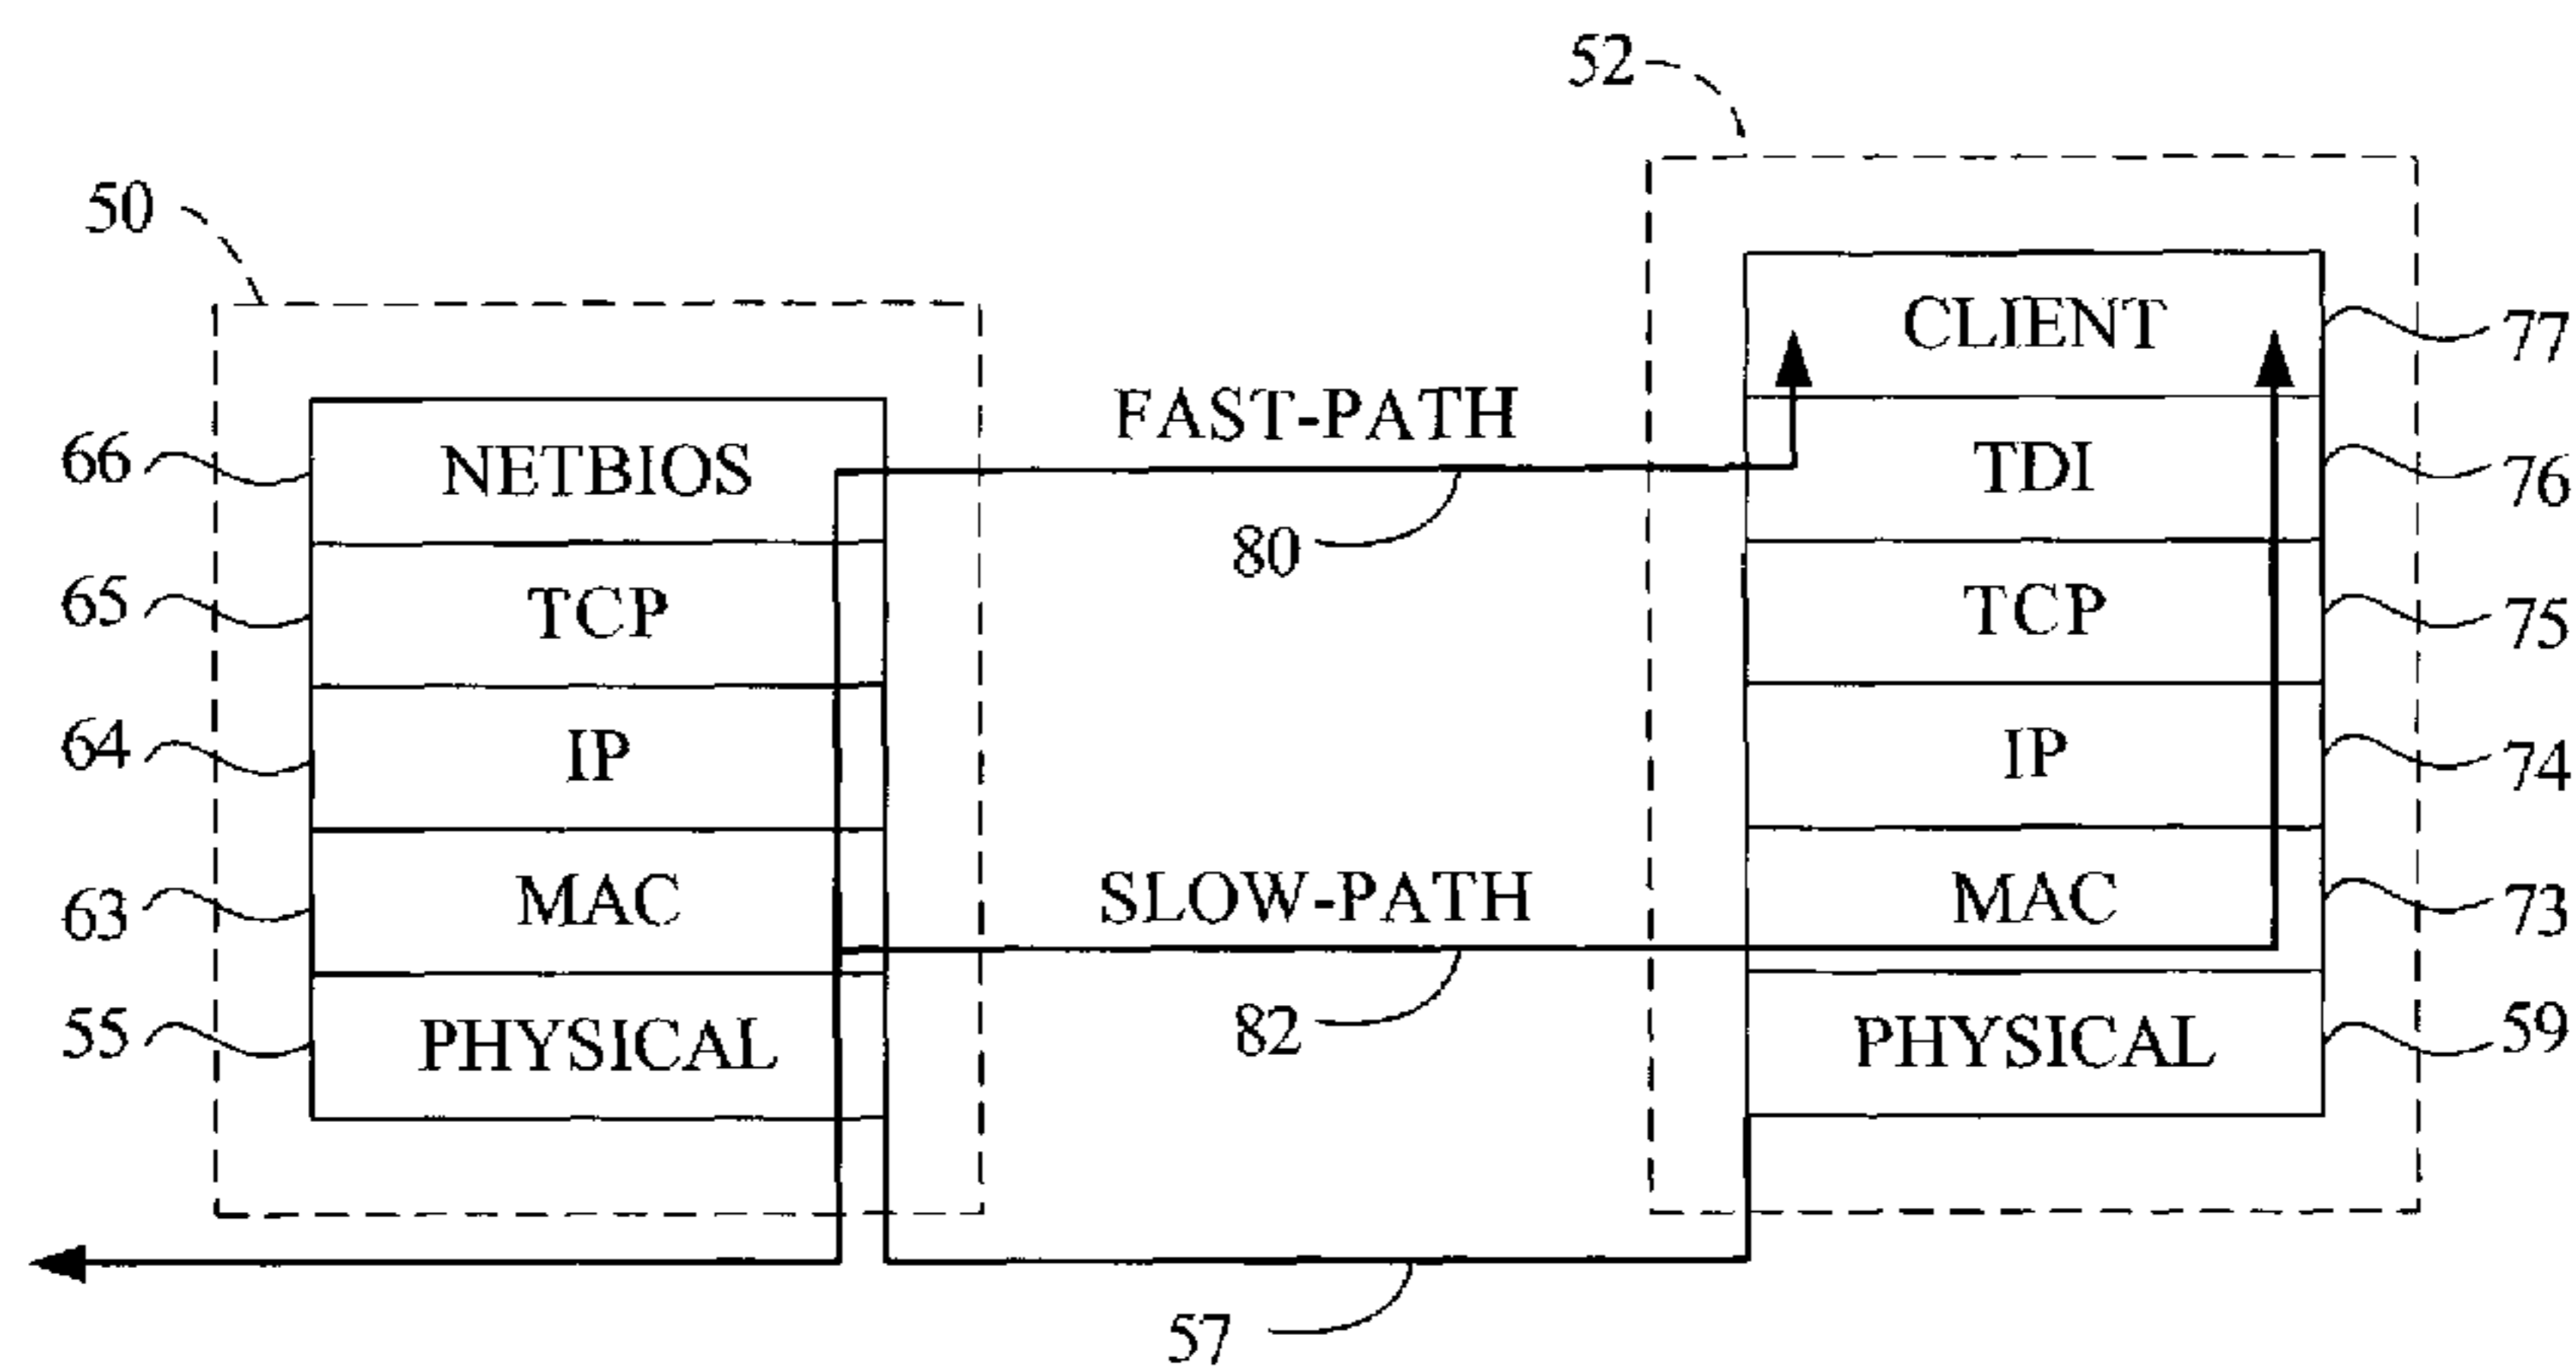 52
50
CLIENT
77
FAST-PATH
66
NETBIOS
TDI
76
80
65
TCP
TCP
75
64
IP
IP
74
SLOW-PATH
63
MAC
MAC
73
55
PHYSICAL
82
PHYSICAL
59
57